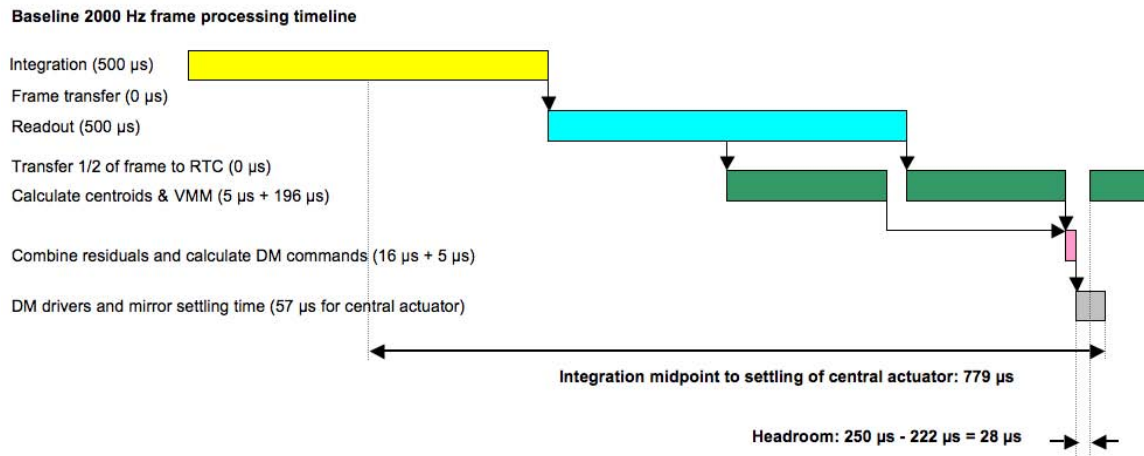 Baseline 2000 Hz frame processing timeline
Integration (500 µs)
Frame transfer (0 µs)
Readout (500 µs)
Transfer 1/2 of frame to RTC (0 µs)
Calculate centroids & VMM (5 µs + 196 µs)
Combine residuals and calculate DM commands (16 µs + 5 µs)
DM drivers and mirror settling time (57 µs for central actuator)
Integration midpoint to settling of central actuator: 779 µs
Headroom: 250 µs - 222 µs = 28 µs